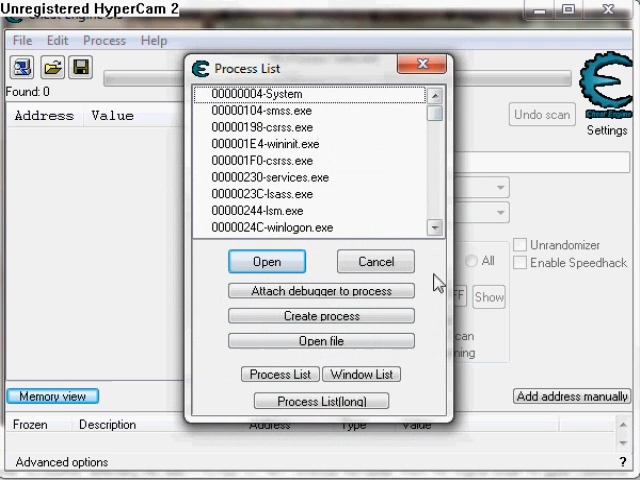 Unregistered HyperCam 2
File Edit Process Help
Found: 0
Address Value
Process List
00000004-System
00000104-smss.exe
00000198-csrss.exe
000001E4-wininit.exe
000001F0-csrss.exe
00000230-services.exe
0000023C-lsass.exe
00000244-lsm.exe
0000024C-winlogon.exe
Open Cancel
Attach debugger to process
Create process
Open file
Process List Window List
Process List(long)
Undo scan
Cheat Engine
Settings
All
Unrandomizer
Enable Speedhack
Show
Memory view
Add address manually
Frozen Description Address Type Value
Advanced options ?